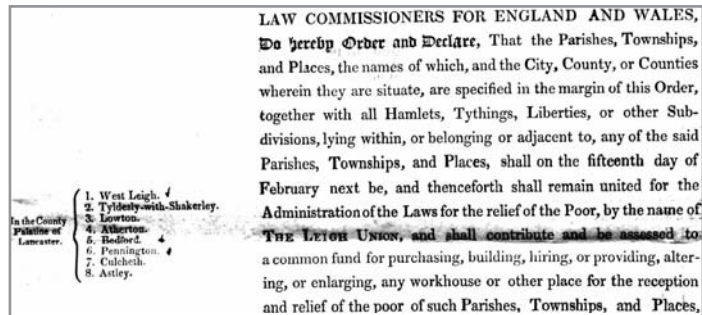 LAW COMMISSIONERS FOR ENGLAND AND WALES,
Do hereby Order and Declare, That the Parishes, Townships,
and Places, the names of which, and the City, County, or Counties
wherein they are situate, are specified in the margin of this Order,
together with all Hamlets, Tythings, Liberties, or other Sub-
divisions, lying within, or belonging or adjacent to, any of the said
Parishes, Townships, and Places, shall on the fifteenth day of
February next be, and thenceforth shall remain united for the
Administration of the Laws for the relief of the Poor, by the name of
THE LEIGH UNION, and shall contribute and be assessed to
a common fund for purchasing, building, hiring, or providing, alter-
ing, or enlarging, any workhouse or other place for the reception
and relief of the poor of such Parishes, Townships, and Places,
In the County
Palatine of
Lancaster.
1. West Leigh.
2. Tyldesly-with-Shakerley.
3. Lowton.
4. Atherton.
5. Bedford.
6. Pennington.
7. Culcheth.
8. Astley.